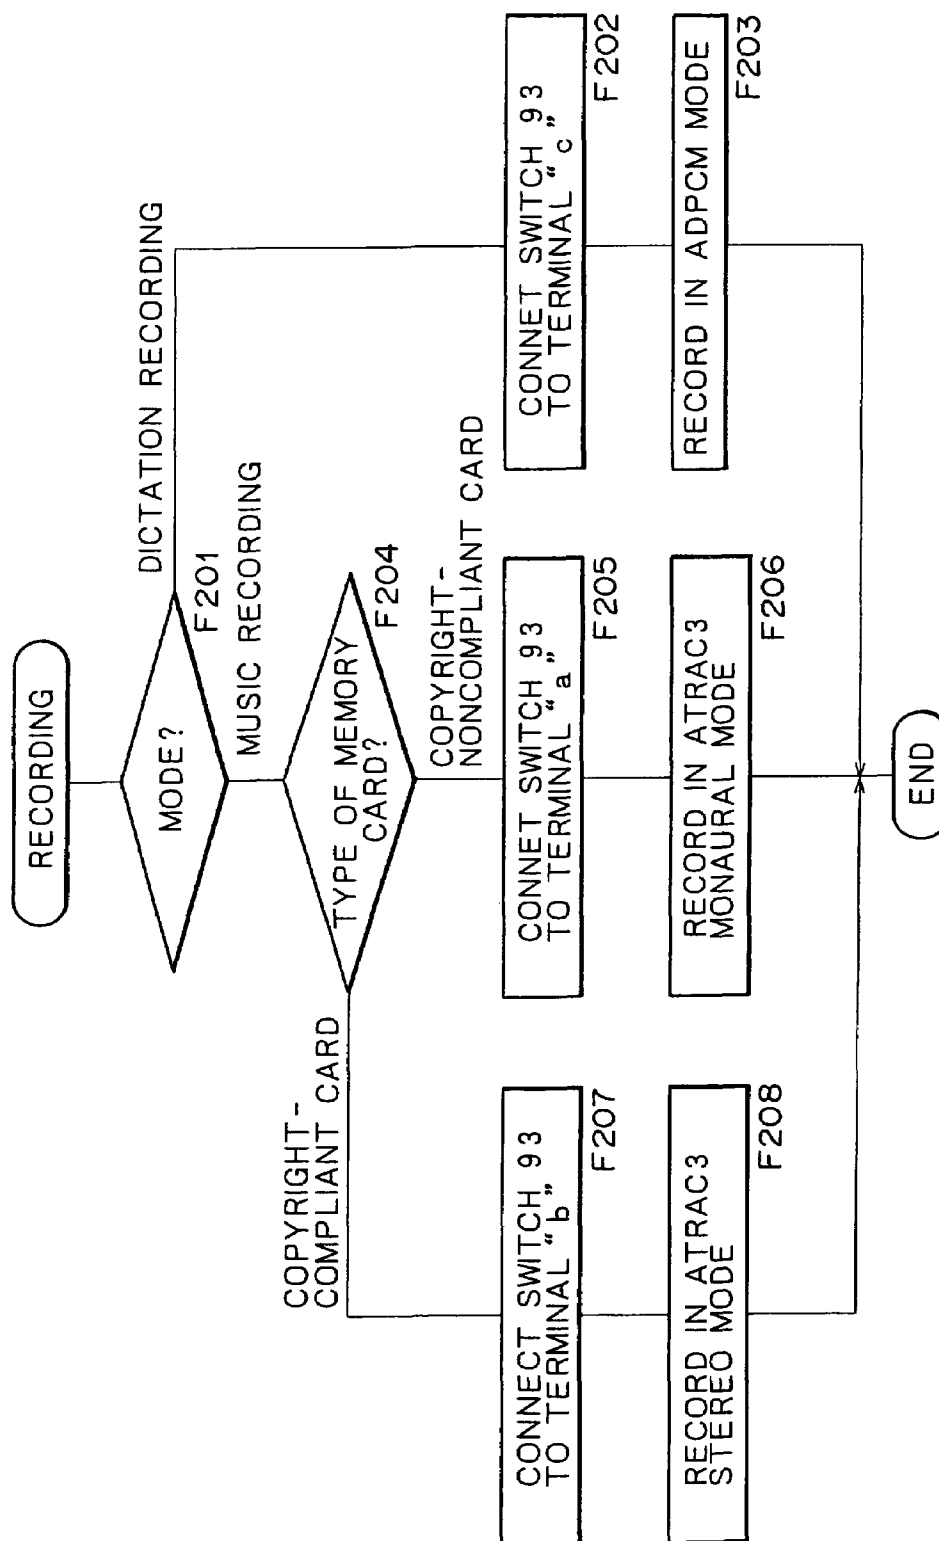 RECORDING
MODE?
F201
DICTATION RECORDING
MUSIC RECORDING
TYPE OF MEMORY
CARD?
F204
COPYRIGHT-
COMPLIANT CARD
COPYRIGHT-
NONCOMPLIANT CARD
CONNECT SWITCH 93
TO TERMINAL “b”
F207
CONNET SWITCH 93
TO TERMINAL “a”
F205
CONNET SWITCH 93
TO TERMINAL “c”
F202
RECORD IN ATRAC3
STEREO MODE
F208
RECORD IN ATRAC3
MONAURAL MODE
F206
RECORD IN ADPCM MODE
F203
END